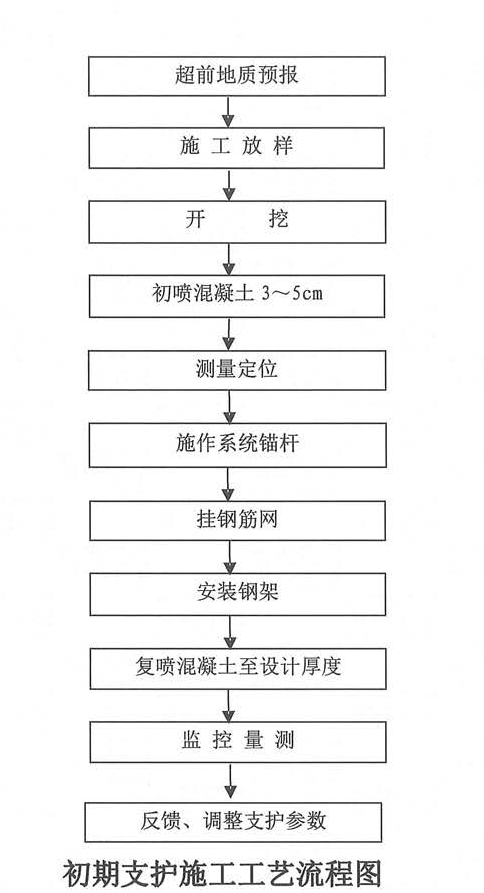 超前地质预报
施 工 放 样
开 挖
初喷混凝土 3～5cm
测量定位
施作系统锚杆
挂钢筋网
安装钢架
复喷混凝土至设计厚度
监 控 量 测
反馈、调整支护参数
初期支护施工工艺流程图